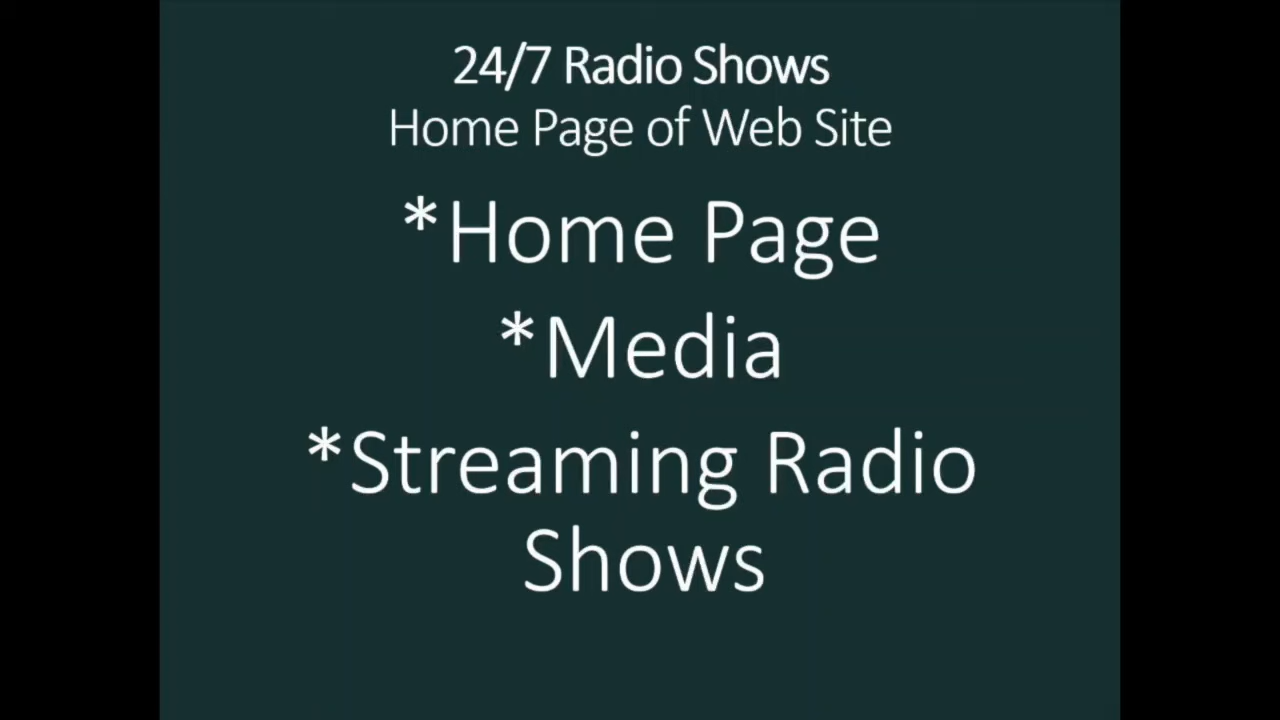 24/7 Radio Shows
Home Page of Web Site
*Home Page
*Media
*Streaming Radio
Shows